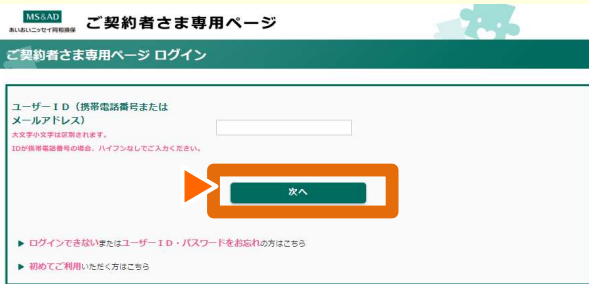 MS&AD
あいおいニッセイ同和損保
ご契約者さま専用ページ
ご契約者さま専用ページ ログイン
ユーザーＩＤ（携帯電話番号または
メールアドレス）
大文字小文字は区別されます。
IDが携帯電話番号の場合、ハイフンなしでご入力ください。
次へ
ログインできないまたはユーザーＩＤ・パスワードをお忘れの方はこちら
初めてご利用いただく方はこちら